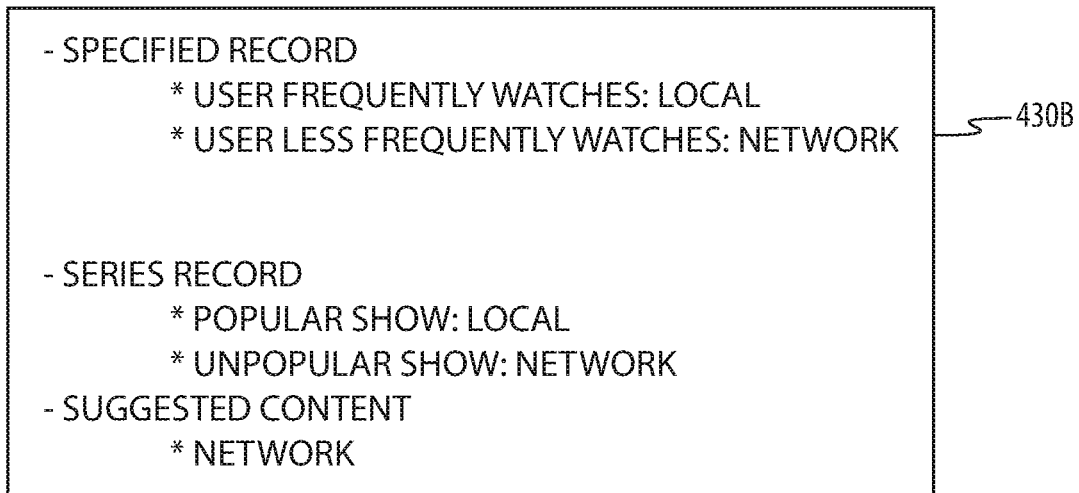 - SPECIFIED RECORD
* USER FREQUENTLY WATCHES: LOCAL
* USER LESS FREQUENTLY WATCHES: NETWORK
430B
- SERIES RECORD
* POPULAR SHOW: LOCAL
* UNPOPULAR SHOW: NETWORK
- SUGGESTED CONTENT
* NETWORK